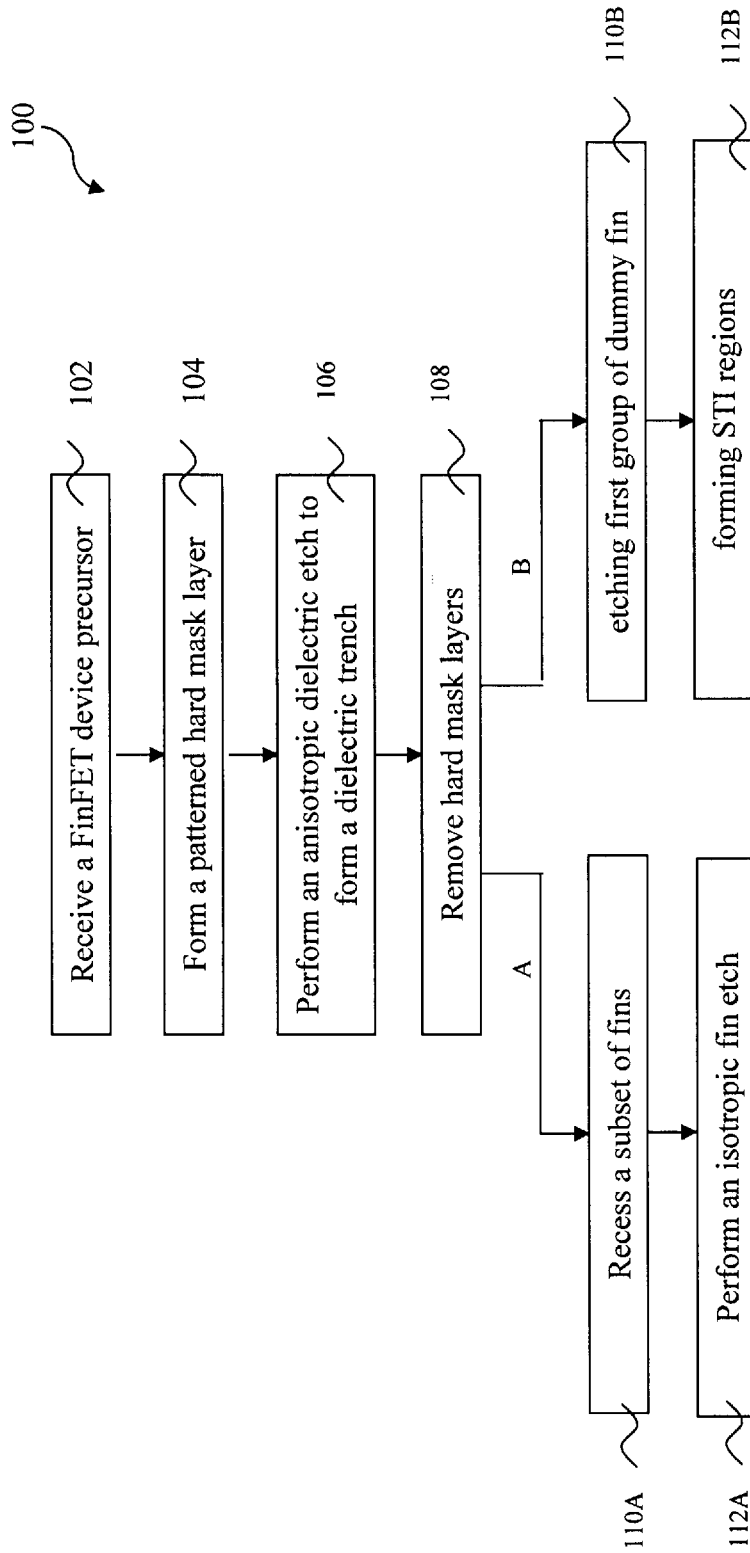 100
Receive a FinFET device precursor
102
Form a patterned hard mask layer
104
Perform an anisotropic dielectric etch to
form a dielectric trench
106
Remove hard mask layers
108
A
B
Recess a subset of fins
110A
etching first group of dummy fin
110B
Perform an isotropic fin etch
112A
forming STI regions
112B